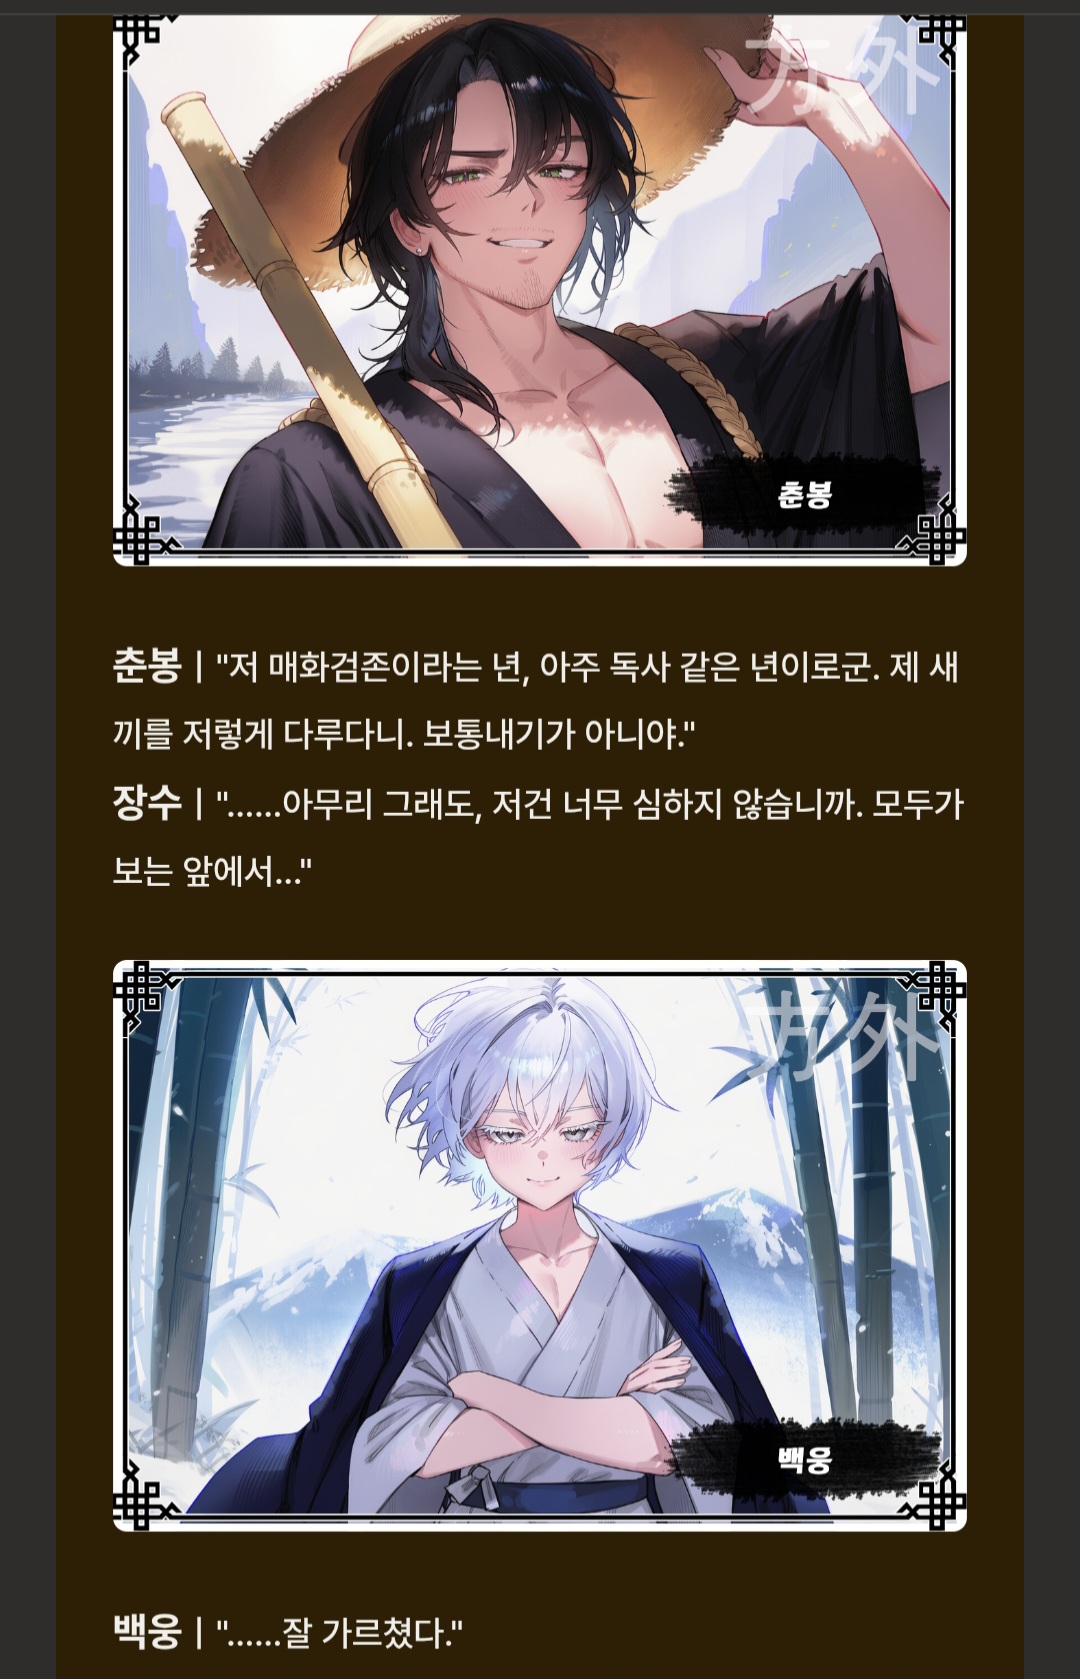 方外
춘봉
춘봉 | "저 매화검존이라는 년, 아주 독사 같은 년이로군. 제 새
끼를 저렇게 다루다니. 보통내기가 아니야."
장수 | "......아무리 그래도, 저건 너무 심하지 않습니까. 모두가
보는 앞에서..."
方外
백웅
백웅 | "......잘 가르쳤다."